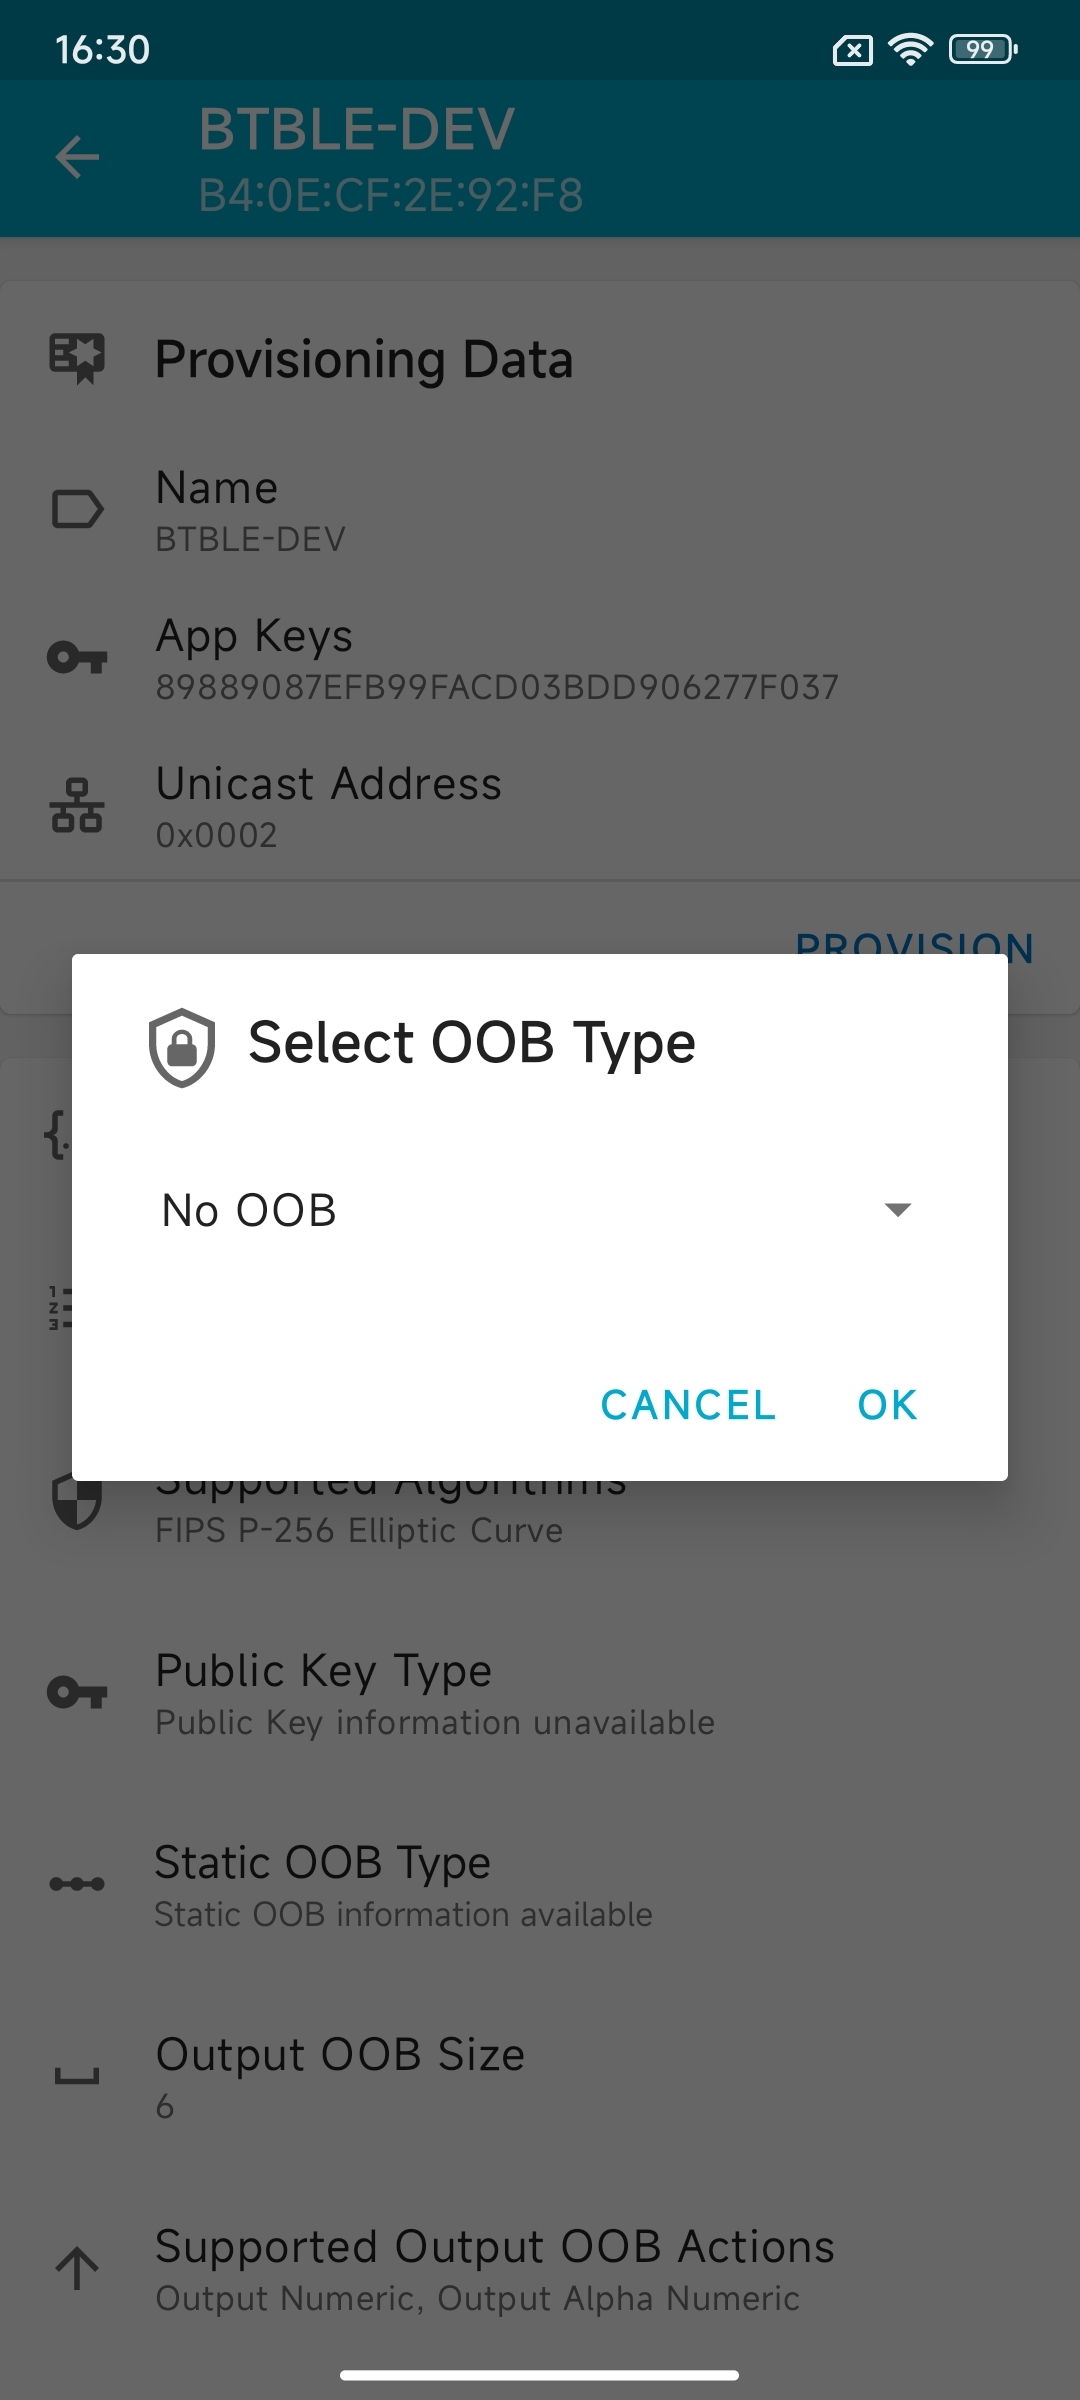 16:30
99
BTBLE-DEV
B4:0E:CF:2E:92:F8
Provisioning Data
Name
BTBLE-DEV
App Keys
89889087EFB99FACD03BDD906277F037
Unicast Address
0x0002
PROVISION
Select OOB Type
No OOB
CANCEL OK
Supported Algorithms
FIPS P-256 Elliptic Curve
Public Key Type
Public Key information unavailable
Static OOB Type
Static OOB information available
Output OOB Size
6
Supported Output OOB Actions
Output Numeric, Output Alpha Numeric